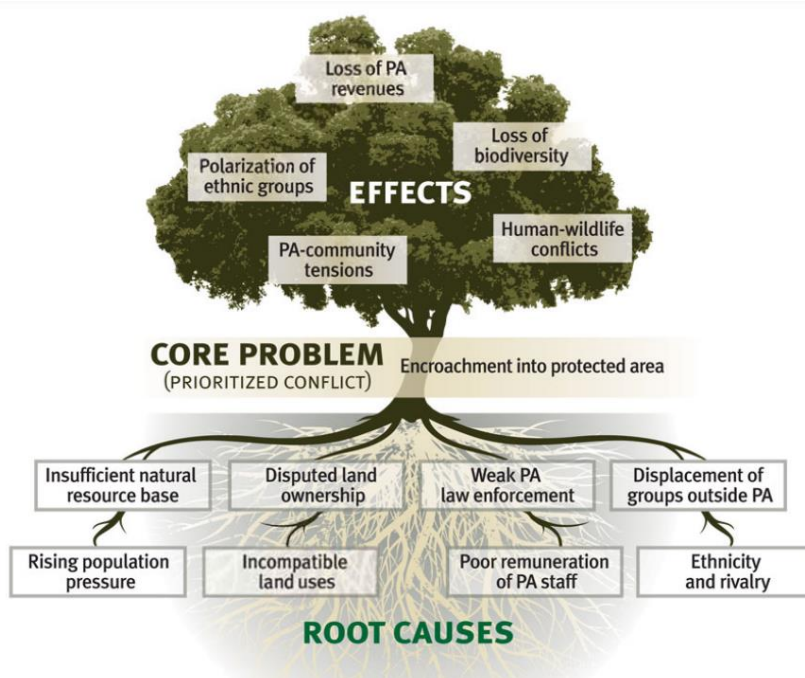 Loss of PA
revenues
Loss of
biodiversity
Polarization of
ethnic groups
EFFECTS
Human-wildlife
conflicts
PA-community
tensions
CORE PROBLEM
(PRIORITIZED CONFLICT)
Encroachment into protected area
Insufficient natural
resource base
Disputed land
ownership
Weak PA
law enforcement
Displacement of
groups outside PA
Rising population
pressure
Incompatible
land uses
Poor remuneration
of PA staff
Ethnicity
and rivalry
ROOT CAUSES